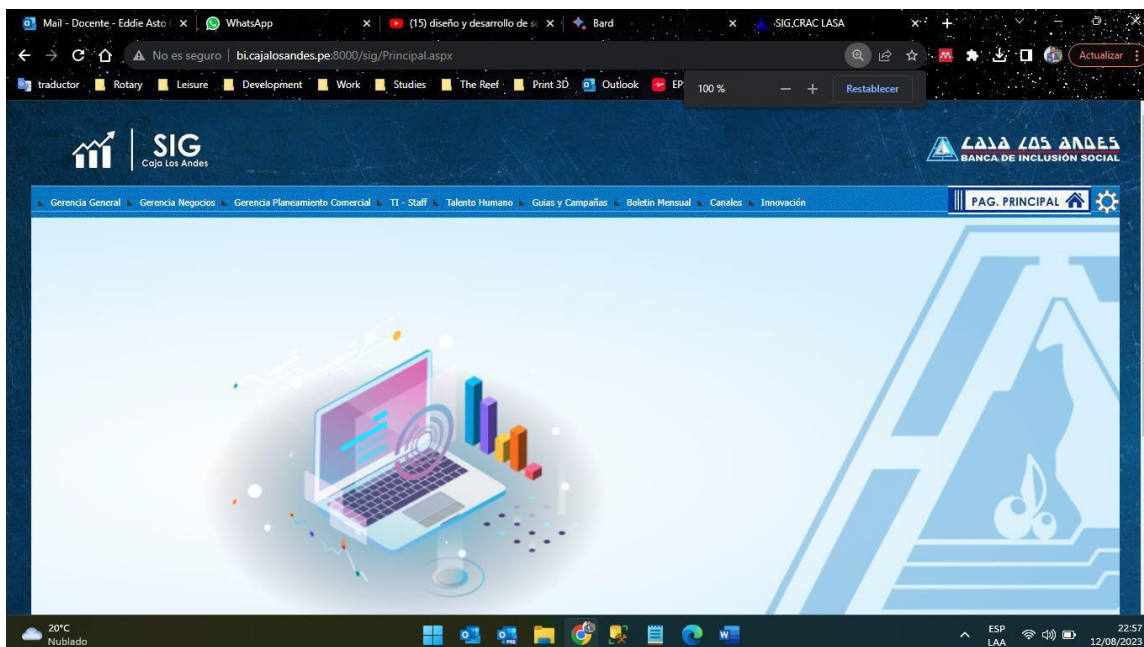 Mail - Docente - Eddie Asto
WhatsApp
(15) diseño y desarrollo de
Bard
SIG,CRAC LASA
No es seguro
bi.cajalosandes.pe:8000/sig/Principal.aspx
Actualizar
traductor
Rotary
Leisure
Development
Work
Studies
The Reef
Print 3D
Outlook
EP
100 %
Restablecer
SIG
Caja Los Andes
CAJA LOS ANDES
BANCA DE INCLUSIÓN SOCIAL
Gerencia General
Gerencia Negocios
Gerencia Planeamiento Comercial
TI - Staff
Talento Humano
Guias y Campañas
Boletin Mensual
Canales
Innovación
PAG. PRINCIPAL
20°C
Nublado
PRE
ESP
LAA
22:57
12/08/2023